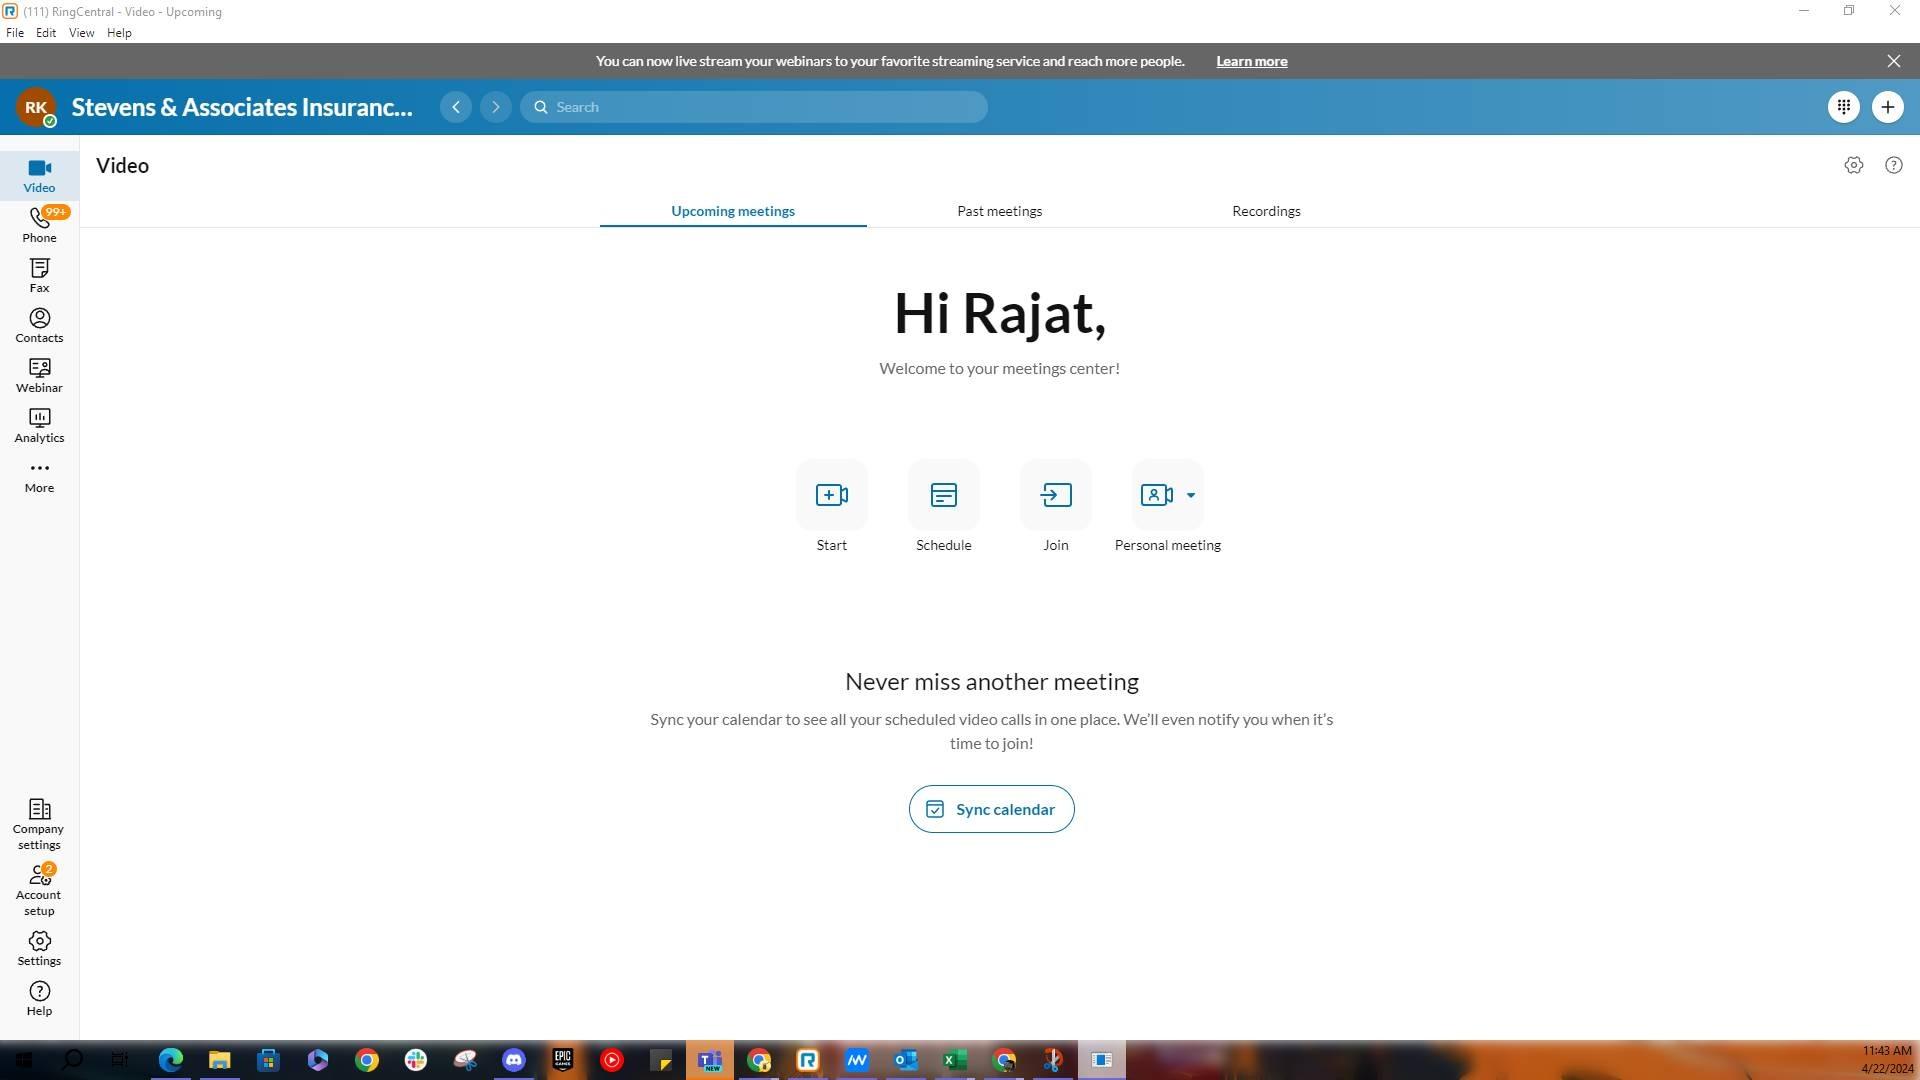 (111) RingCentral - Video - Upcoming
File Edit View Help
You can now live stream your webinars to your favorite streaming service and reach more people. Learn more
RK Stevens & Associates Insuranc... Search
Video
Video
Upcoming meetings Past meetings Recordings
99+
Phone
Fax
Contacts
Webinar
Analytics
More
Hi Rajat,
Welcome to your meetings center!
Start Schedule Join Personal meeting
Never miss another meeting
Sync your calendar to see all your scheduled video calls in one place. We'll even notify you when it's
time to join!
Sync calendar
Company
settings
2
Account
setup
Settings
Help
EPIC
GAMES
NEW
11:43 AM
4/22/2024